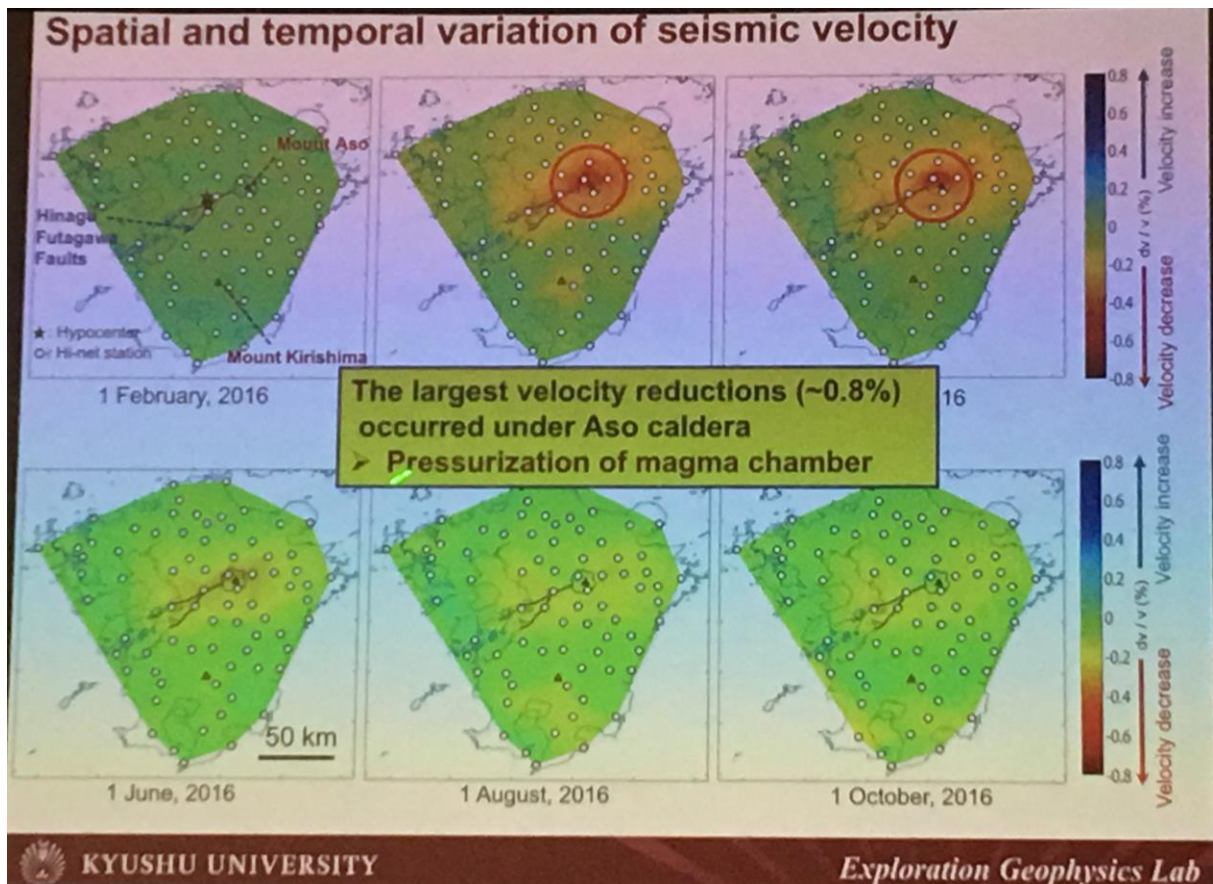 Spatial and temporal variation of seismic velocity
Mount Aso
Hinagu
Futagawa
Faults
★: Hypocenter
O: Hi-net station
Mount Kirishima
0.8
0.6
0.4
0.2
0
-0.2
-0.4
-0.6
-0.8
dv / v (%)
Velocity increase
Velocity decrease
1 February, 2016
16
The largest velocity reductions (~0.8%)
occurred under Aso caldera
➢ Pressurization of magma chamber
50 km
0.8
0.6
0.4
0.2
0
-0.2
-0.4
-0.6
-0.8
dv / v (%)
Velocity increase
Velocity decrease
1 June, 2016
1 August, 2016
1 October, 2016
KYUSHU UNIVERSITY
Exploration Geophysics Lab